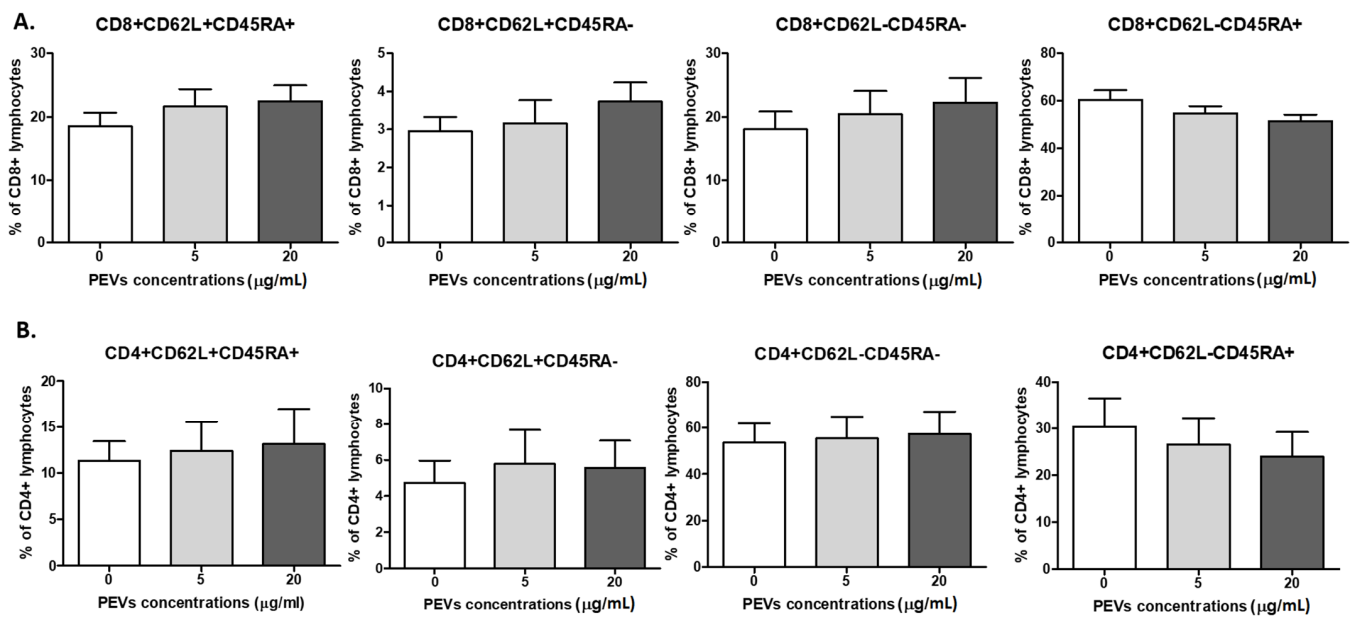 A.
CD8+CD62L+CD45RA+
CD8+CD62L+CD45RA-
CD8+CD62L-CD45RA-
CD8+CD62L-CD45RA+
% of CD8+ lymphocytes
30
20
10
0
0 5 20
PEVs concentrations (μg/mL)
% of CD8+ lymphocytes
5
4
3
2
1
0
0 5 20
PEVs concentrations (μg/mL)
% of CD8+ lymphocytes
30
20
10
0
0 5 20
PEVs concentrations (μg/mL)
% of CD8+ lymphocytes
80
60
40
20
0
0 5 20
PEVs concentrations (μg/mL)
B.
CD4+CD62L+CD45RA+
CD4+CD62L+CD45RA-
CD4+CD62L-CD45RA-
CD4+CD62L-CD45RA+
% of CD4+ lymphocytes
20
15
10
5
0
0 5 20
PEVs concentrations (μg/ml)
% of CD4+ lymphocytes
10
8
6
4
2
0
0 5 20
PEVs concentrations (μg/mL)
% of CD4+ lymphocytes
80
60
40
20
0
0 5 20
PEVs concentrations (μg/mL)
% of CD4+ lymphocytes
40
30
20
10
0
0 5 20
PEVs concentrations (μg/mL)